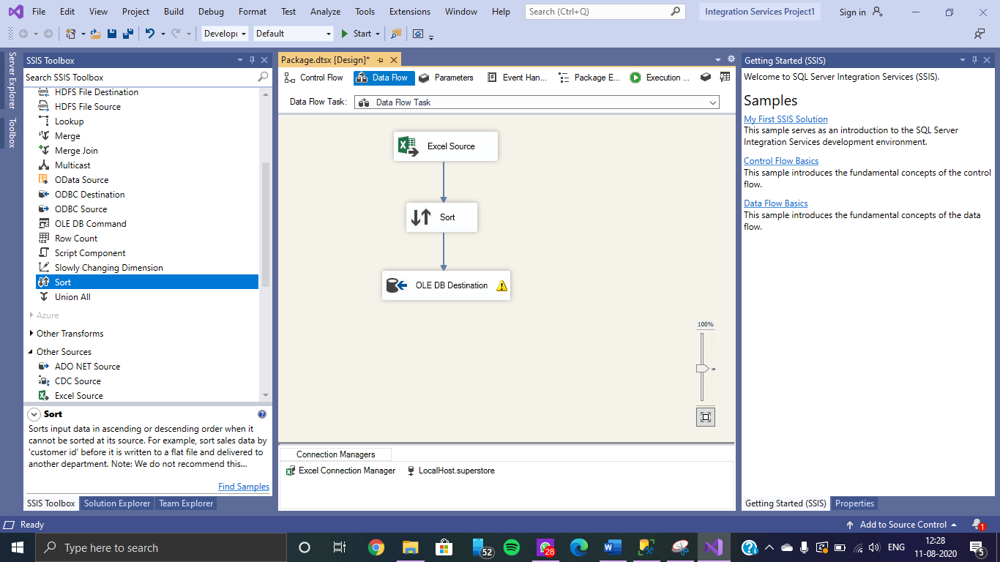 File Edit View Project Build Debug Format Test Analyze Tools Extensions Window Help Search (Ctrl+Q) Integration Services Project1 Sign in
Developı Default Start
Server Explorer
Toolbox
SSIS Toolbox
Search SSIS Toolbox
HDFS File Destination
HDFS File Source
Lookup
Merge
Merge Join
Multicast
OData Source
ODBC Destination
ODBC Source
OLE DB Command
Row Count
Script Component
Slowly Changing Dimension
Sort
Union All
Azure
Other Transforms
Other Sources
ADO NET Source
CDC Source
Excel Source
Sort
Sorts input data in ascending or descending order when it
cannot be sorted at its source. For example, sort sales data by
'customer id' before it is written to a flat file and delivered to
another department. Note: We do not recommend this...
Find Samples
SSIS Toolbox Solution Explorer Team Explorer
Package.dtsx [Design]*
Control Flow Data Flow Parameters Event Han... Package E... Execution ...
Data Flow Task: Data Flow Task
Excel Source
Sort
OLE DB Destination
100%
Connection Managers
Excel Connection Manager LocalHost.superstore
Getting Started (SSIS)
Welcome to SQL Server Integration Services (SSIS).
Samples
My First SSIS Solution
This sample serves as an introduction to the SQL Server
Integration Services development environment.
Control Flow Basics
This sample introduces the fundamental concepts of the control
flow.
Data Flow Basics
This sample introduces the fundamental concepts of the data
flow.
Getting Started (SSIS) Properties
Ready Add to Source Control 1
Type here to search 52 28 ENG 12:28
11-08-2020 5